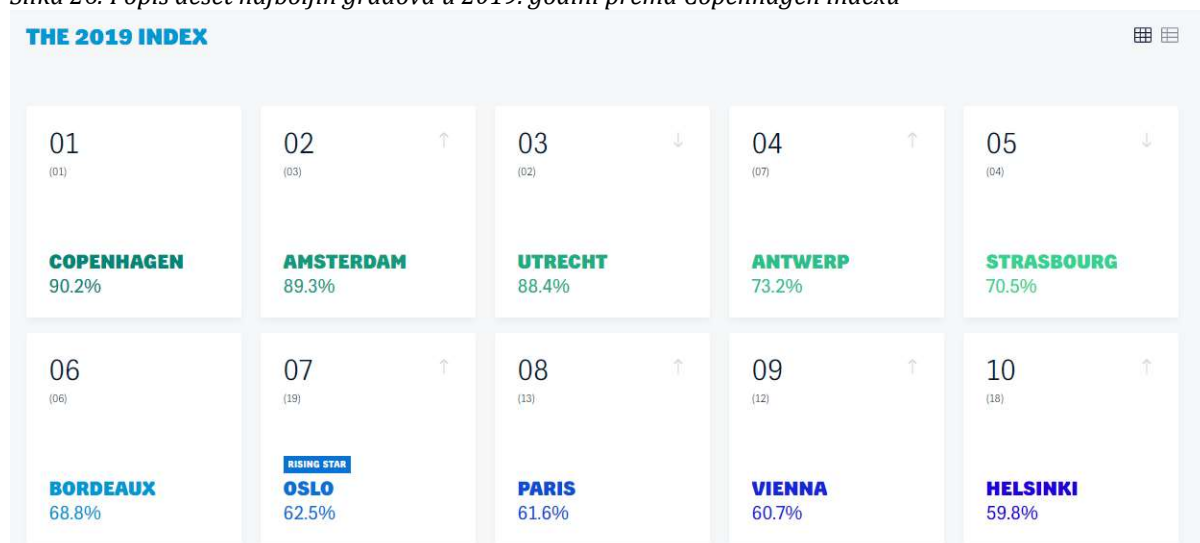 Slika 26. Popis deset najboljih gradova u 2019. godini prema Copenhagen indexu
THE 2019 INDEX
01
(01)
COPENHAGEN
90.2%
02
(03)
AMSTERDAM
89.3%
03
(02)
UTRECHT
88.4%
04
(07)
ANTWERP
73.2%
05
(04)
STRASBOURG
70.5%
06
(06)
BORDEAUX
68.8%
07
(19)
RISING STAR
OSLO
62.5%
08
(13)
PARIS
61.6%
09
(12)
VIENNA
60.7%
10
(18)
HELSINKI
59.8%